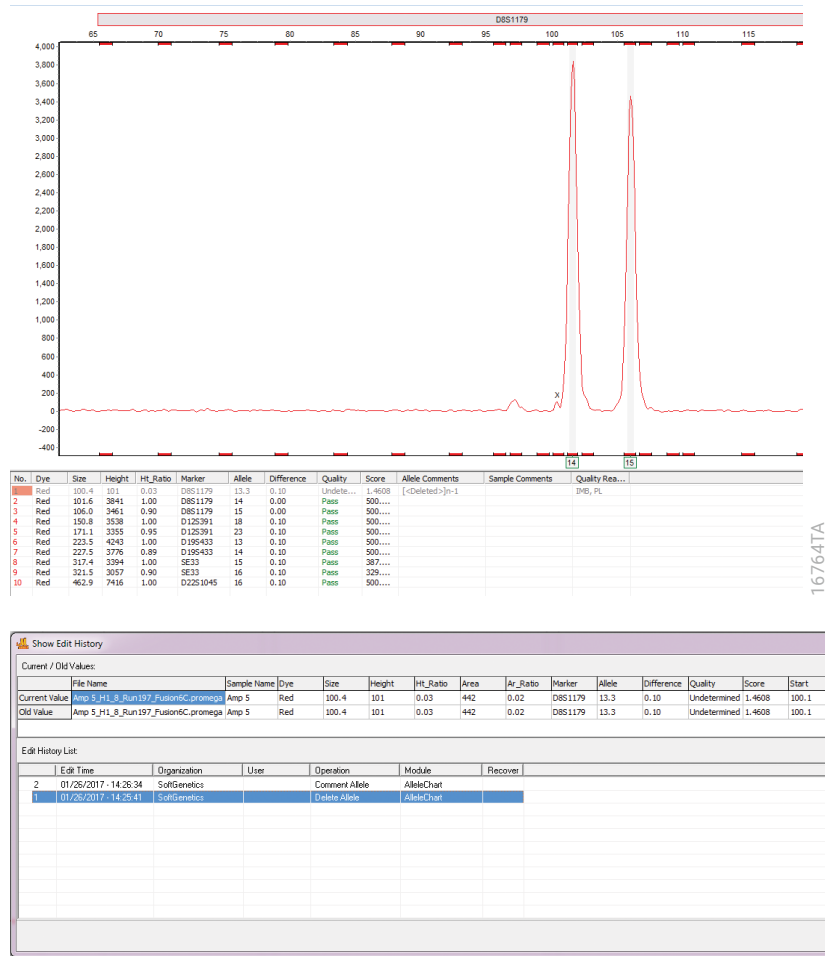 D8S1179
65 70 75 80 85 90 95 100 105 110 115
4,000
3,800
3,600
3,400
3,200
3,000
2,800
2,600
2,400
2,200
2,000
1,800
1,600
1,400
1,200
1,000
800
600
400
200
0
-200
-400
X
14 15
No. Dye Size Height Ht_Ratio Marker Allele Difference Quality Score Allele Comments Sample Comments Quality Rea...
1 Red 100.4 101 0.03 D8S1179 13.3 0.10 Undete... 1.4608 [<Deleted>]n-1 IMB, PL
2 Red 101.6 3841 1.00 D8S1179 14 0.00 Pass 500....
3 Red 106.0 3461 0.90 D8S1179 15 0.00 Pass 500....
4 Red 150.8 3538 1.00 D12S391 18 0.10 Pass 500....
5 Red 171.1 3355 0.95 D12S391 23 0.10 Pass 500....
6 Red 223.5 4243 1.00 D19S433 13 0.10 Pass 500....
7 Red 227.5 3776 0.89 D19S433 14 0.10 Pass 500....
8 Red 317.4 3394 1.00 SE33 15 0.10 Pass 387....
9 Red 321.5 3057 0.90 SE33 16 0.10 Pass 329....
10 Red 462.9 7416 1.00 D22S1045 16 0.10 Pass 500....
16764TA
Show Edit History
Current / Old Values:
File Name Sample Name Dye Size Height Ht_Ratio Area Ar_Ratio Marker Allele Difference Quality Score Start
Current Value Amp 5_H1_8_Run197_Fusion6C.promega Amp 5 Red 100.4 101 0.03 442 0.02 D8S1179 13.3 0.10 Undetermined 1.4608 100.1
Old Value Amp 5_H1_8_Run197_Fusion6C.promega Amp 5 Red 100.4 101 0.03 442 0.02 D8S1179 13.3 0.10 Undetermined 1.4608 100.1
Edit History List:
Edit Time Organization User Operation Module Recover
2 01/26/2017 - 14:26:34 SoftGenetics Comment Allele AlleleChart
1 01/26/2017 - 14:25:41 SoftGenetics Delete Allele AlleleChart